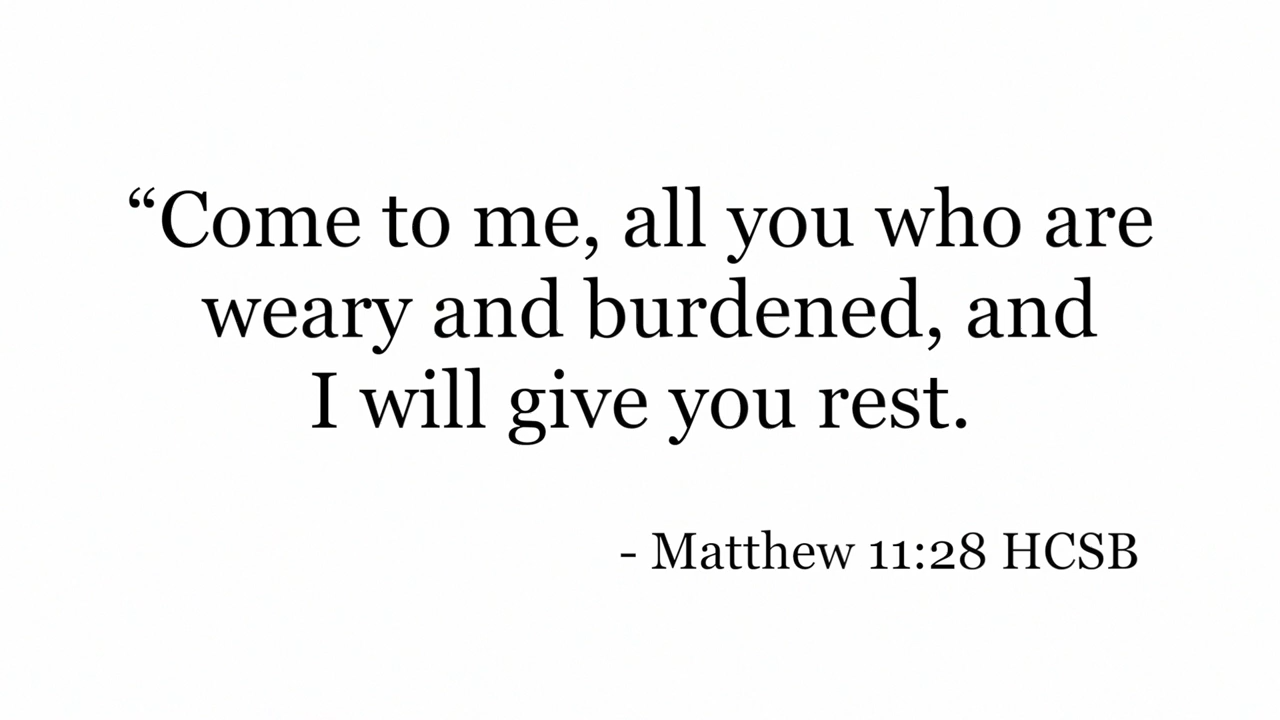 “Come to me, all you who are
weary and burdened, and
I will give you rest.
- Matthew 11:28 HCSB